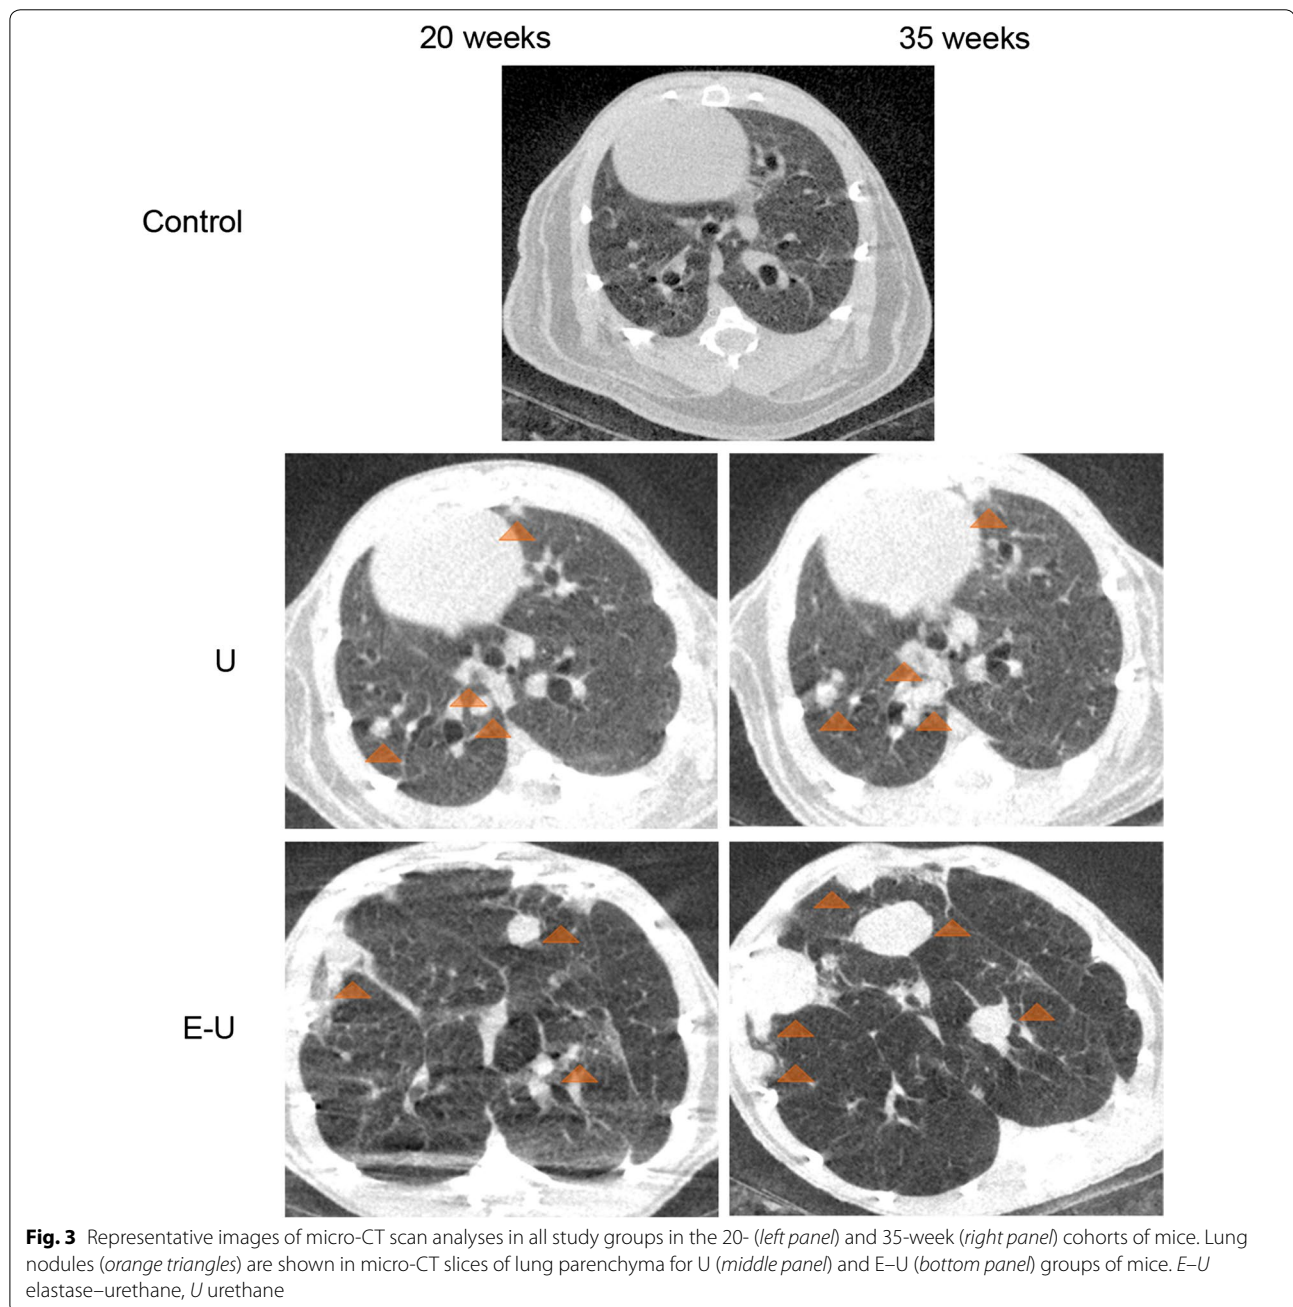 20 weeks
35 weeks
Control
U
E-U
Fig. 3 Representative images of micro-CT scan analyses in all study groups in the 20- (left panel) and 35-week (right panel) cohorts of mice. Lung
nodules (orange triangles) are shown in micro-CT slices of lung parenchyma for U (middle panel) and E–U (bottom panel) groups of mice. E–U
elastase–urethane, U urethane